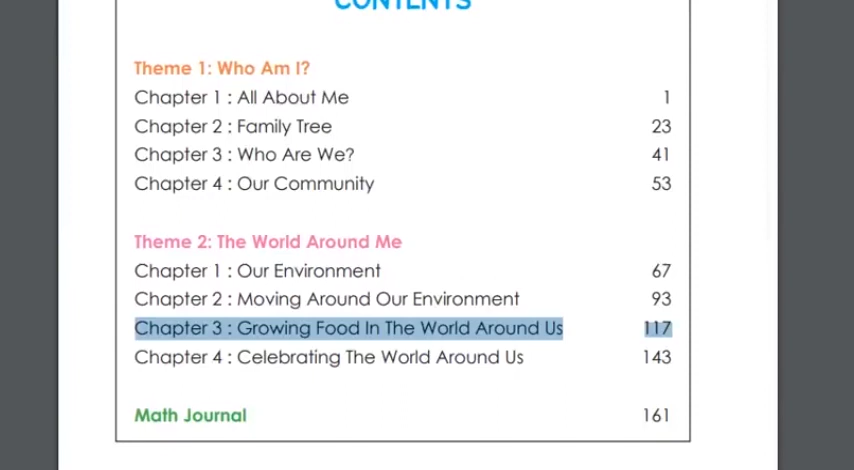 CONTENTS
Theme 1: Who Am I?
Chapter 1 : All About Me 1
Chapter 2 : Family Tree 23
Chapter 3 : Who Are We? 41
Chapter 4 : Our Community 53
Theme 2: The World Around Me
Chapter 1 : Our Environment 67
Chapter 2 : Moving Around Our Environment 93
Chapter 3 : Growing Food In The World Around Us 117
Chapter 4 : Celebrating The World Around Us 143
Math Journal 161